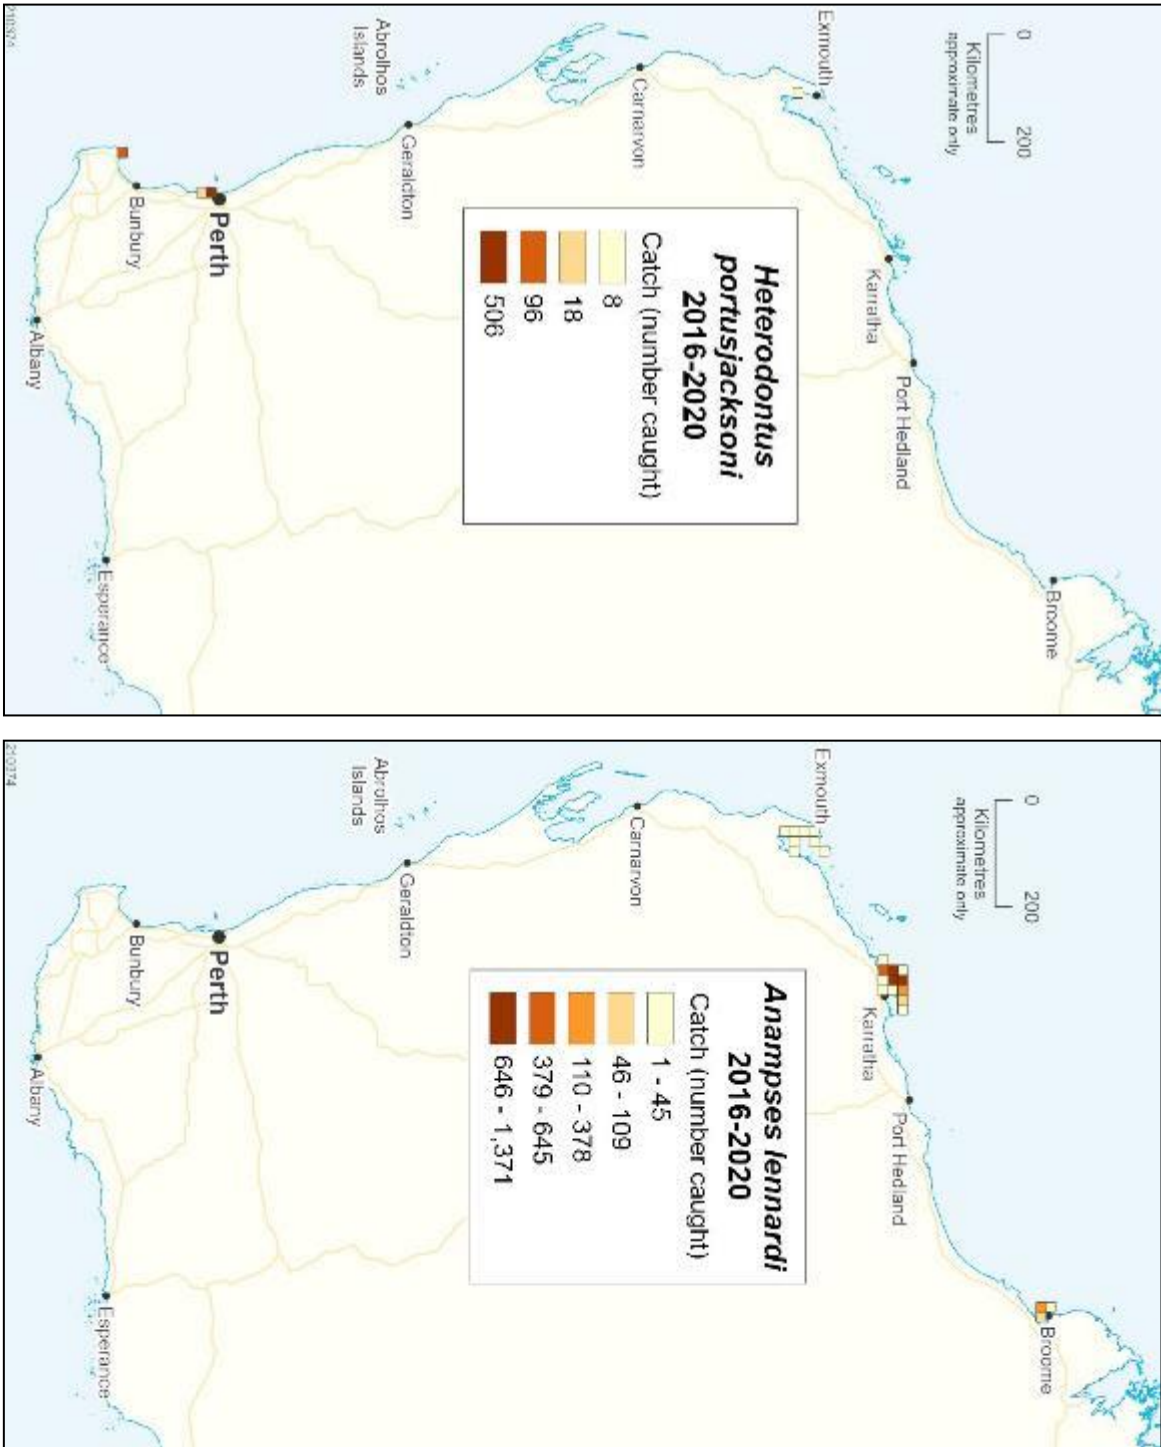 Heterodontus
portusjacksoni
2016-2020
Catch (number caught)
8
18
96
506
0
200
Kilometres
approximate only
Exmouth
Carnarvon
Abrolhos
Islands
Geraldton
Perth
Bunbury
Albany
Esperance
Karratha
Port Hedland
Broome
210374
Anampses lennardi
2016-2020
Catch (number caught)
1 - 45
46 - 109
110 - 378
379 - 645
646 - 1,371
0
200
Kilometres
approximate only
Exmouth
Carnarvon
Abrolhos
Islands
Geraldton
Perth
Bunbury
Albany
Esperance
Karratha
Port Hedland
Broome
210374